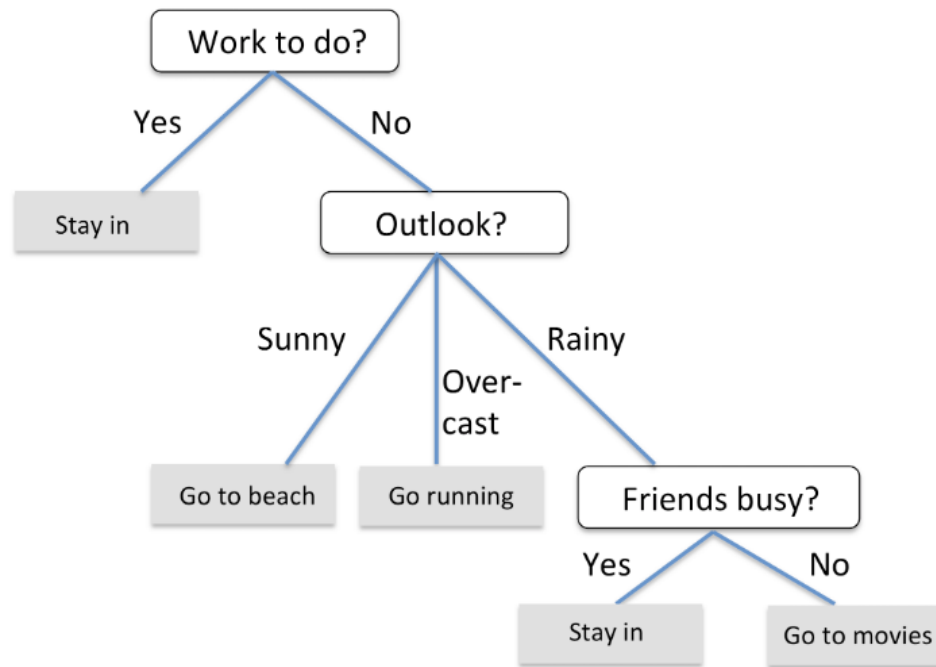 Work to do?
Yes
No
Stay in
Outlook?
Sunny
Over-
cast
Rainy
Go to beach
Go running
Friends busy?
Yes
No
Stay in
Go to movies